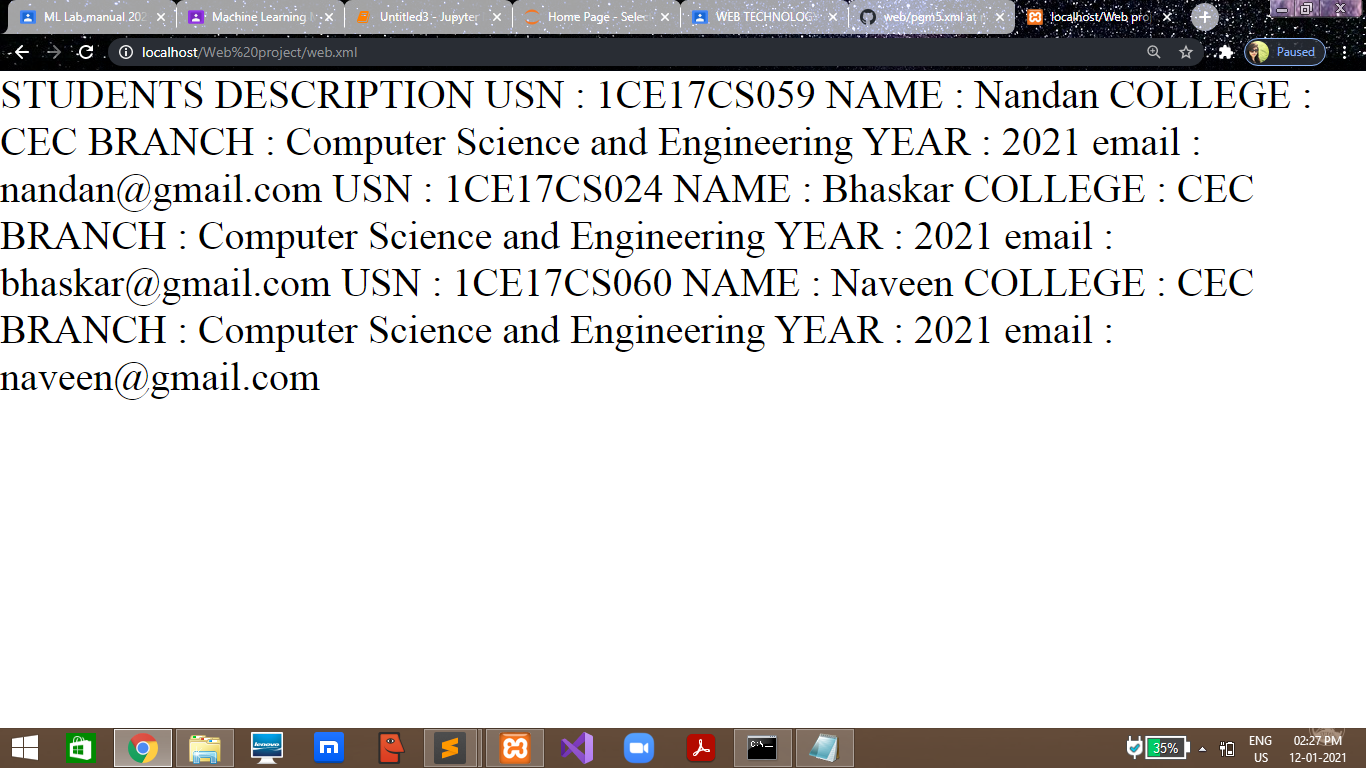 ML Lab manual 202
Machine Learning
Untitled3 - Jupyter
Home Page - Selec
WEB TECHNOLOG
web/pgm5.xml at
localhost/Web pro
localhost/Web%20project/web.xml
Paused
STUDENTS DESCRIPTION USN : 1CE17CS059 NAME : Nandan COLLEGE :
CEC BRANCH : Computer Science and Engineering YEAR : 2021 email :
nandan@gmail.com USN : 1CE17CS024 NAME : Bhaskar COLLEGE : CEC
BRANCH : Computer Science and Engineering YEAR : 2021 email :
bhaskar@gmail.com USN : 1CE17CS060 NAME : Naveen COLLEGE : CEC
BRANCH : Computer Science and Engineering YEAR : 2021 email :
naveen@gmail.com
lenovo
C:\
35%
ENG
US
02:27 PM
12-01-2021